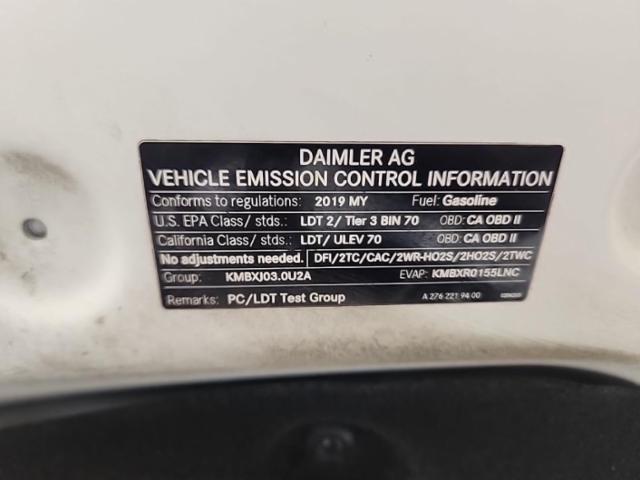 DAIMLER AG
VEHICLE EMISSION CONTROL INFORMATION
Conforms to regulations: 2019 MY Fuel: Gasoline
U.S. EPA Class/ stds.: LDT 2/ Tier 3 BIN 70 OBD: CA OBD II
California Class/ stds.: LDT/ ULEV 70 OBD: CA OBD II
No adjustments needed. DFI/2TC/CAC/2WR-HO2S/2HO2S/2TWC
Group: KMBXJ03.0U2A EVAP: KMBXR0155LNC
Remarks: PC/LDT Test Group A 276 221 94 00